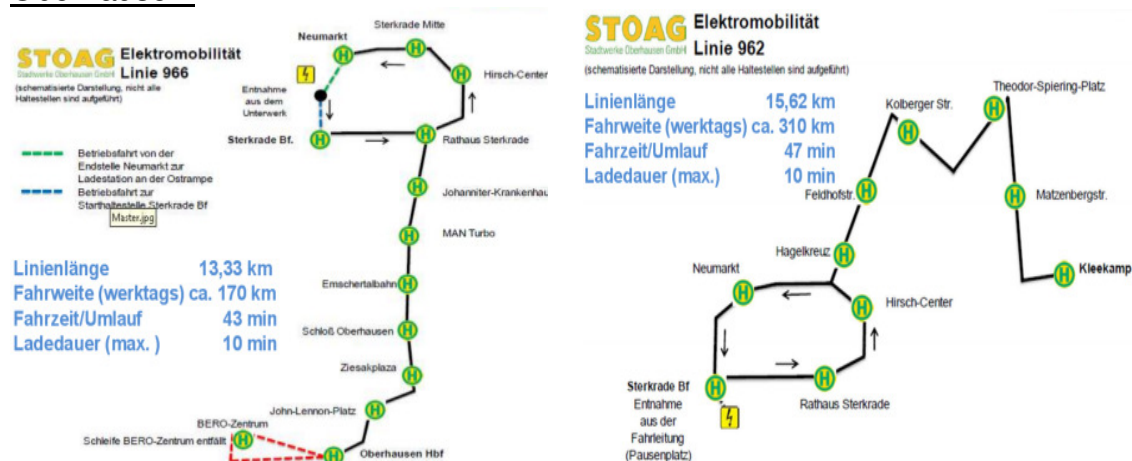 STOAG
Stadtwerke Oberhausen GmbH
Elektromobilität
Linie 966
(schematisierte Darstellung, nicht alle
Haltestellen sind aufgeführt)
Betriebsfahrt von der
Endstelle Neumarkt zur
Ladestation an der Ostrampe
Betriebsfahrt zur
Starthaltestelle Sterkrade Bf
Master.jpg
Linienlänge 13,33 km
Fahrweite (werktags) ca. 170 km
Fahrzeit/Umlauf 43 min
Ladedauer (max. ) 10 min
Sterkrade Mitte
Neumarkt
Hirsch-Center
Entnahme
aus dem
Unterwerk
Sterkrade Bf.
Rathaus Sterkrade
Johanniter-Krankenhau
MAN Turbo
Emschertalbahn
Schloß Oberhausen
Ziesakplaza
John-Lennon-Platz
BERO-Zentrum
Schleife BERO-Zentrum entfällt
Oberhausen Hbf
H
H
H
H
H
H
H
H
H
H
H
H
H
STOAG
Stadtwerke Oberhausen GmbH
Elektromobilität
Linie 962
(schematisierte Darstellung, nicht alle Haltestellen sind aufgeführt)
Linienlänge 15,62 km
Fahrweite (werktags) ca. 310 km
Fahrzeit/Umlauf 47 min
Ladedauer (max.) 10 min
Theodor-Spiering-Platz
Kolberger Str.
Feldhofstr.
Matzenbergstr.
Hagelkreuz
Kleekamp
Neumarkt
Hirsch-Center
Sterkrade Bf
Entnahme
aus der
Fahrleitung
(Pausenplatz)
Rathaus Sterkrade
H
H
H
H
H
H
H
H
H
H